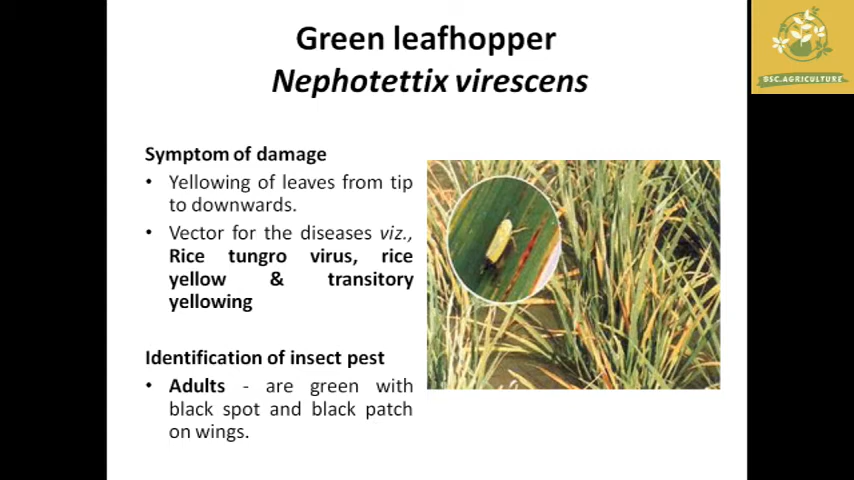 Green leafhopper
Nephotettix virescens
BSC.AGRICULTURE
Symptom of damage
• Yellowing of leaves from tip
to downwards.
• Vector for the diseases viz.,
Rice tungro virus, rice
yellow & transitory
yellowing
Identification of insect pest
• Adults - are green with
black spot and black patch
on wings.